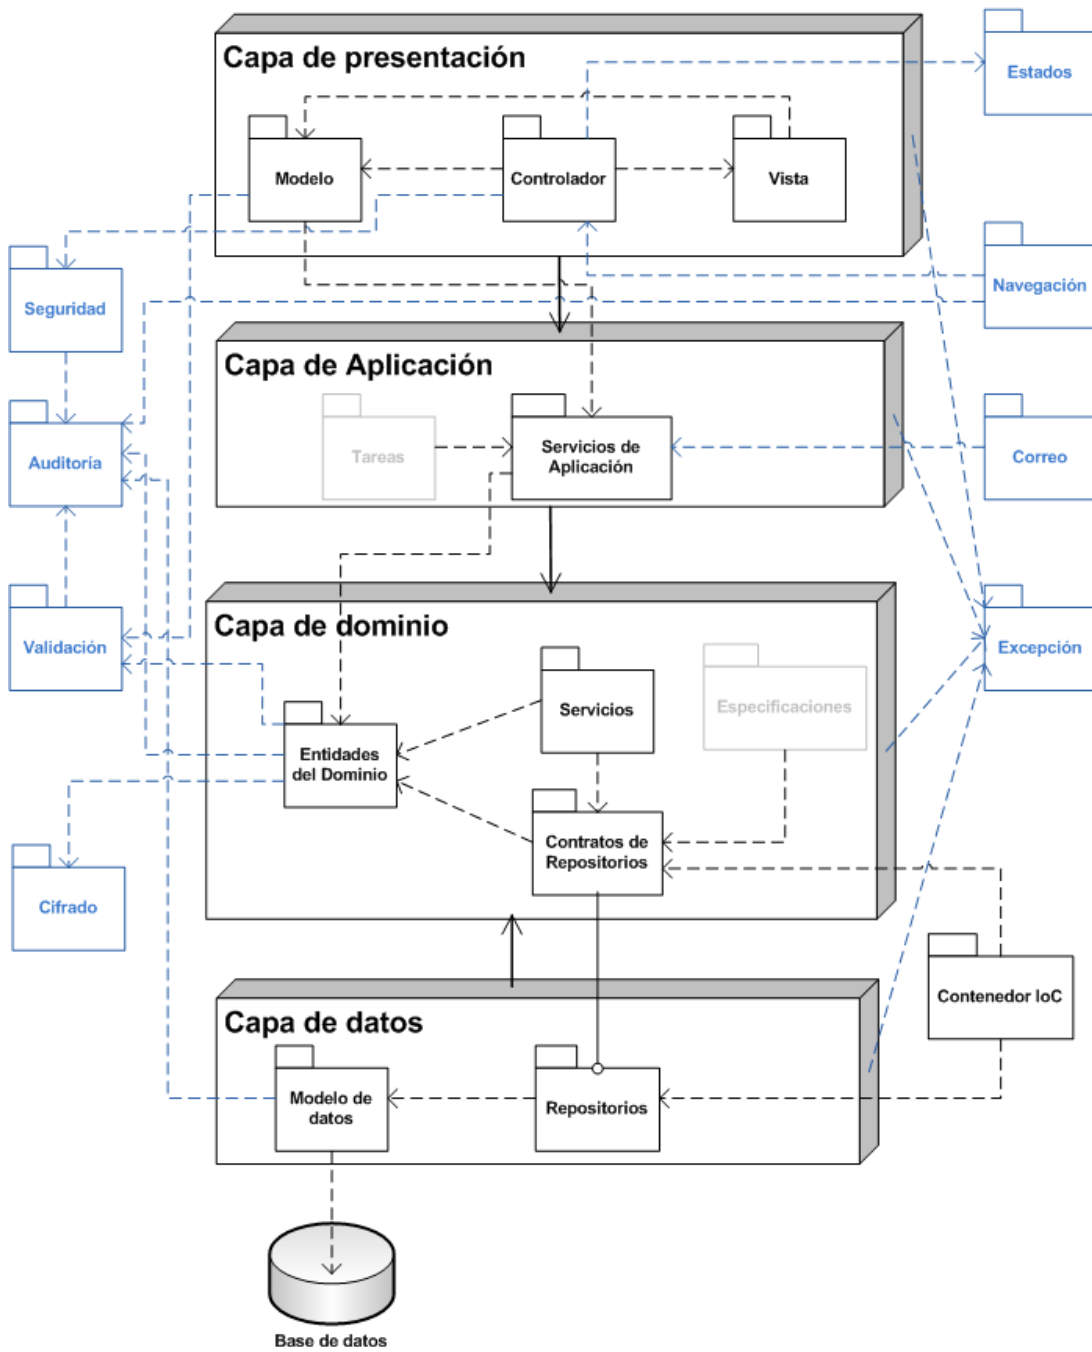 Capa de presentación
Estados
Modelo
Controlador
Vista
Seguridad
Navegación
Capa de Aplicación
Tareas
Servicios de
Aplicación
Auditoría
Correo
Capa de dominio
Validación
Servicios
Especificaciones
Excepción
Entidades
del Dominio
Contratos de
Repositorios
Cifrado
Contenedor IoC
Capa de datos
Modelo de
datos
Repositorios
Base de datos